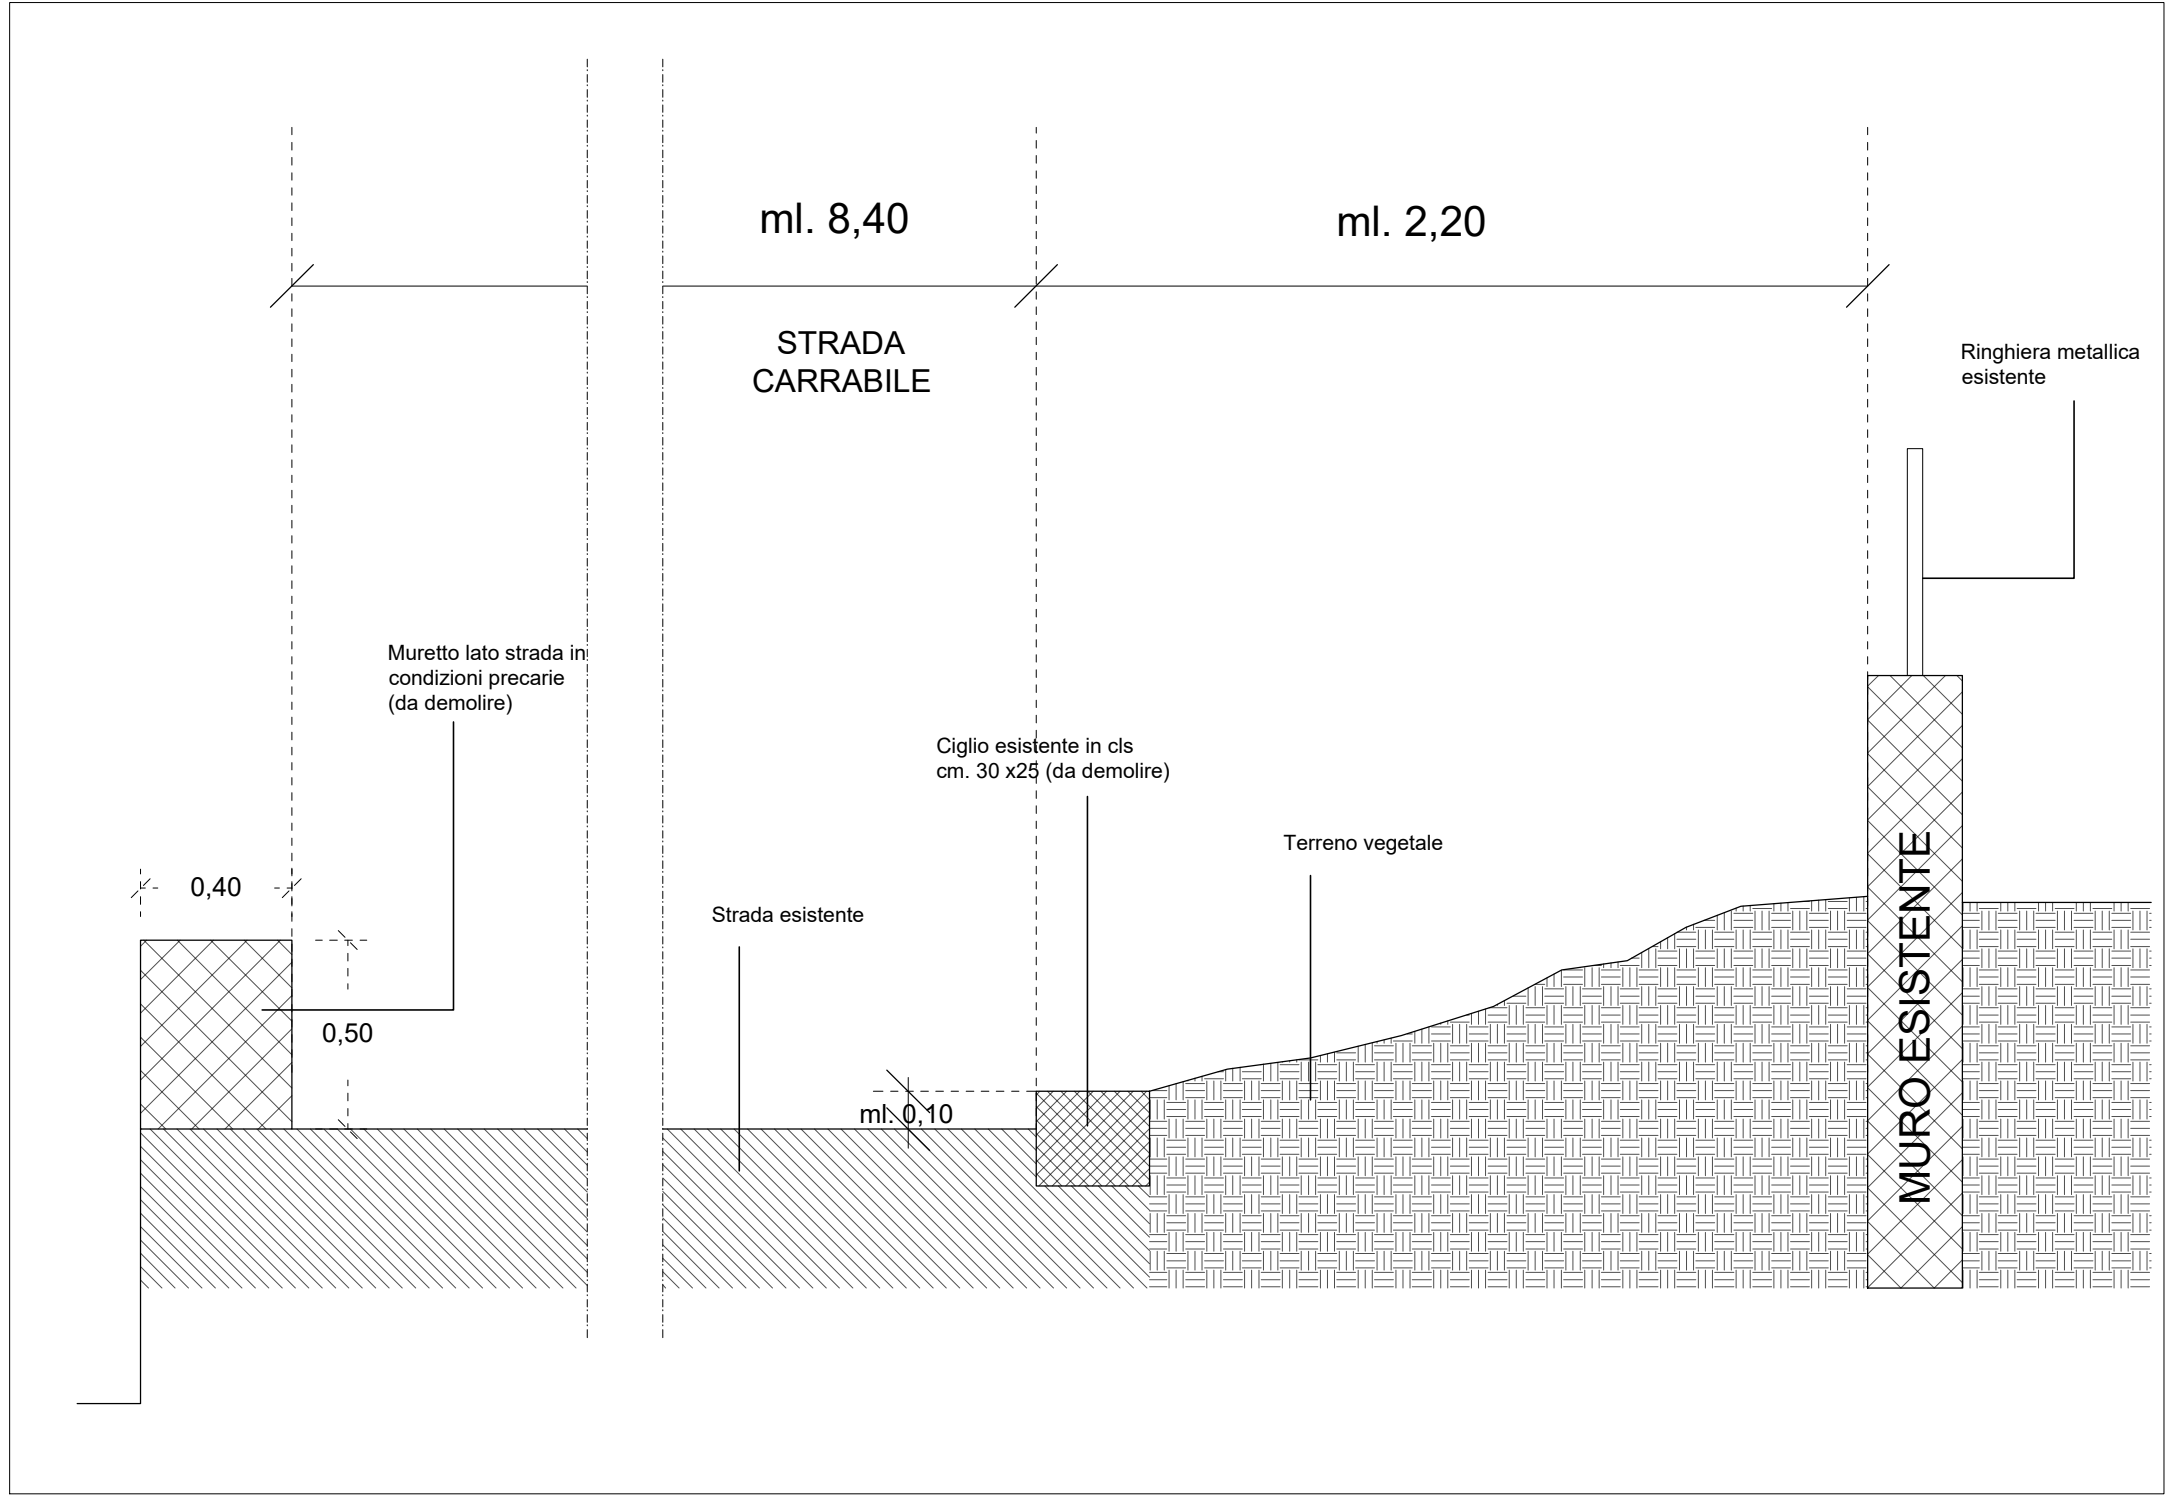 ml. 8,40
ml. 2,20
STRADA
CARRABILE
Ringhiera metallica
esistente
Muretto lato strada in
condizioni precarie
(da demolire)
Ciglio esistente in cls
cm. 30 x25 (da demolire)
Terreno vegetale
0,40
Strada esistente
0,50
ml. 0,10
MURO ESISTENTE